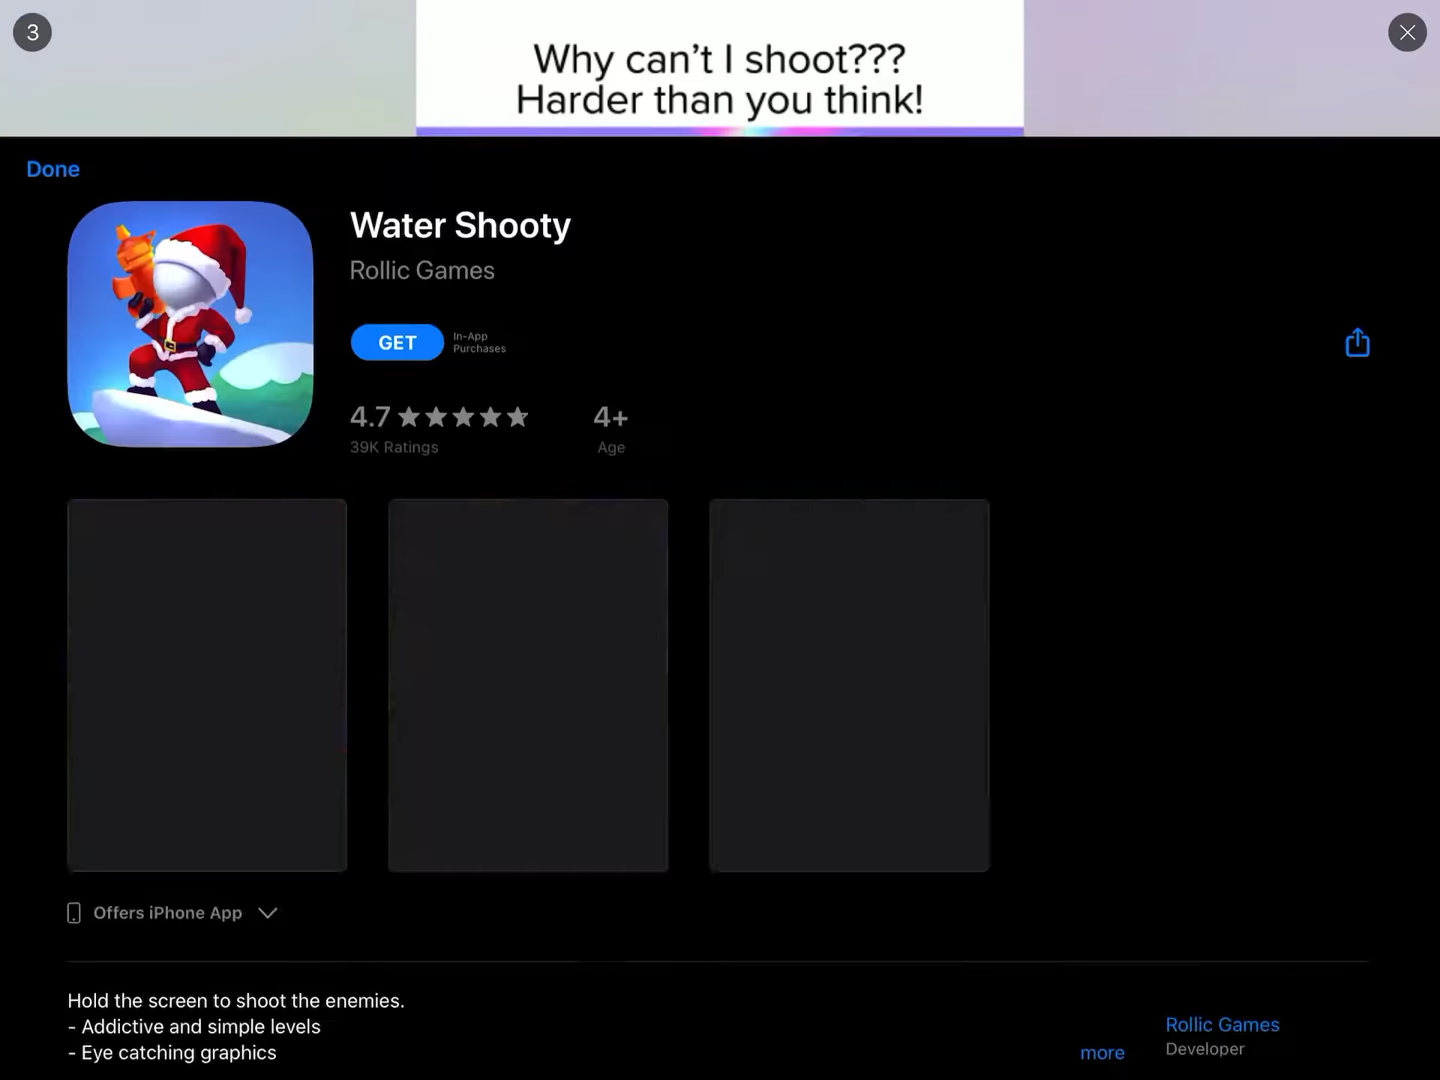 3
Why can’t I shoot???
Harder than you think!
Done
Water Shooty
Rollic Games
GET
In-App
Purchases
4.7
39K Ratings
4+
Age
Offers iPhone App
Hold the screen to shoot the enemies.
- Addictive and simple levels
- Eye catching graphics
more
Rollic Games
Developer